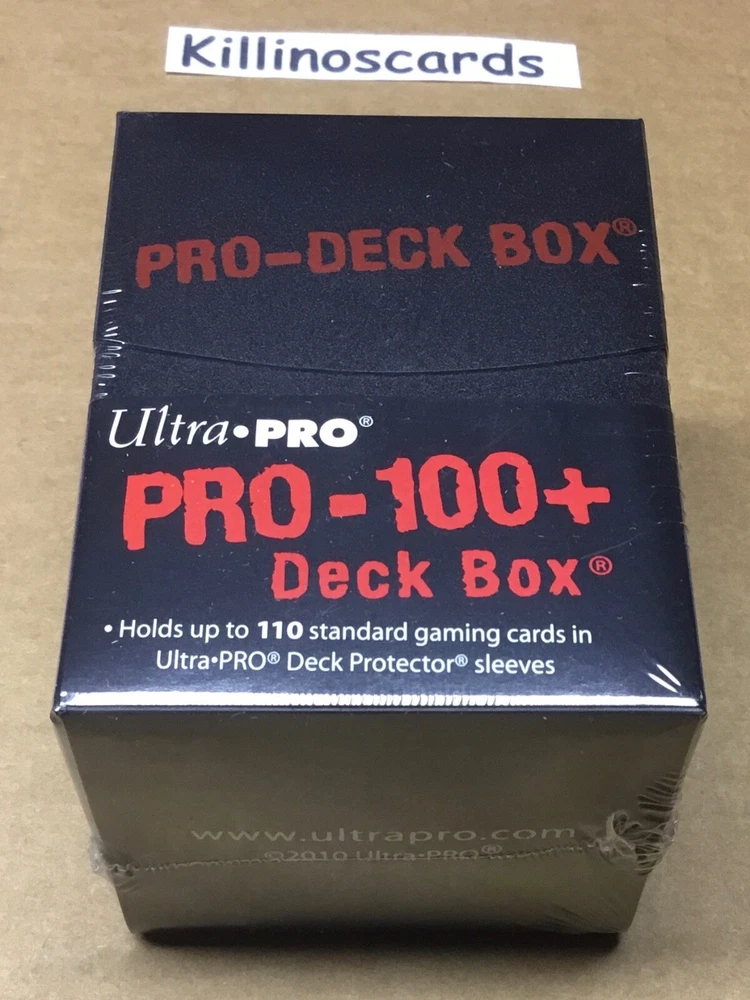 Killinoscards
PRO-DECK BOX®
Ultra•PRO®
PRO-100+
Deck Box®
• Holds up to 110 standard gaming cards in
Ultra•PRO® Deck Protector® sleeves
www.ultrapro.com
©2010 Ultra•PRO®